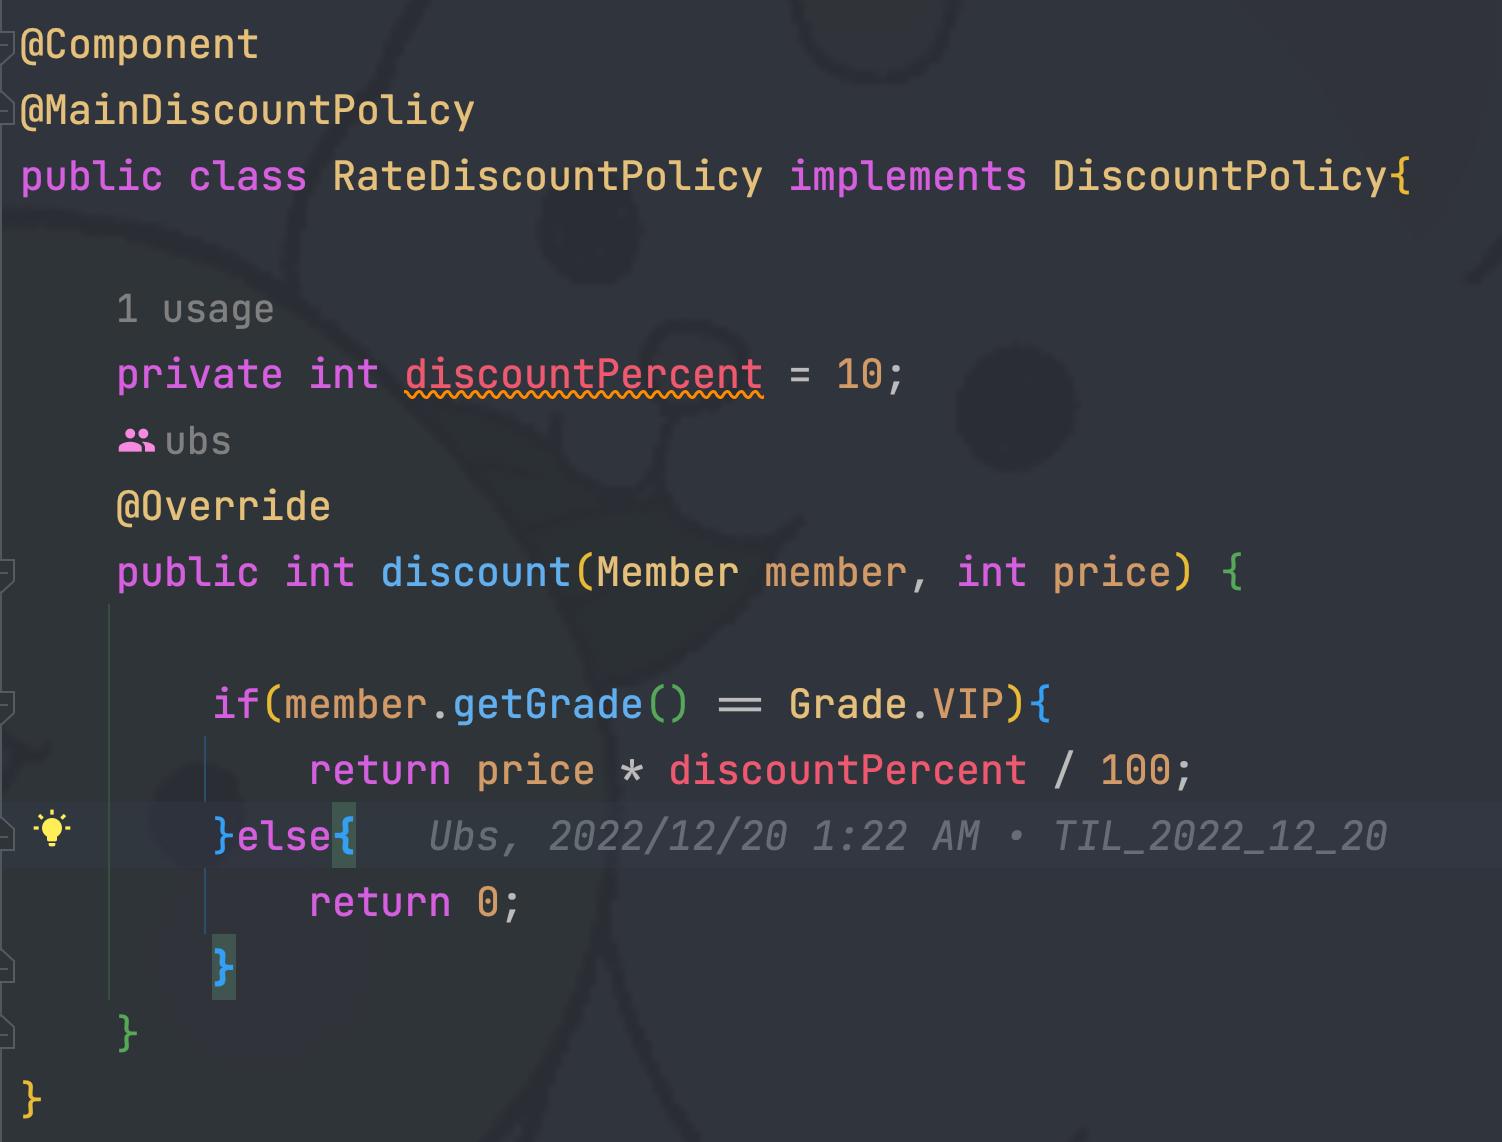 @Component
@MainDiscountPolicy
public class RateDiscountPolicy implements DiscountPolicy{
1 usage
private int discountPercent = 10;
ubs
@Override
public int discount(Member member, int price) {
if(member.getGrade() == Grade.VIP){
return price * discountPercent / 100;
}else{ Ubs, 2022/12/20 1:22 AM • TIL_2022_12_20
return 0;
}
}
}